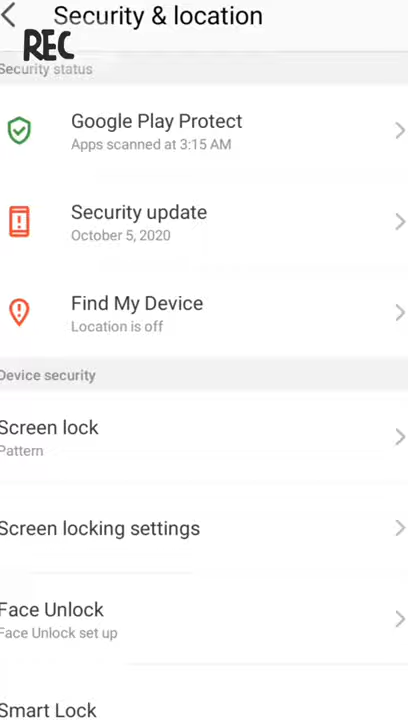 Security & location
REC
Security status
Google Play Protect
Apps scanned at 3:15 AM
Security update
October 5, 2020
Find My Device
Location is off
Device security
Screen lock
Pattern
Screen locking settings
Face Unlock
Face Unlock set up
Smart Lock